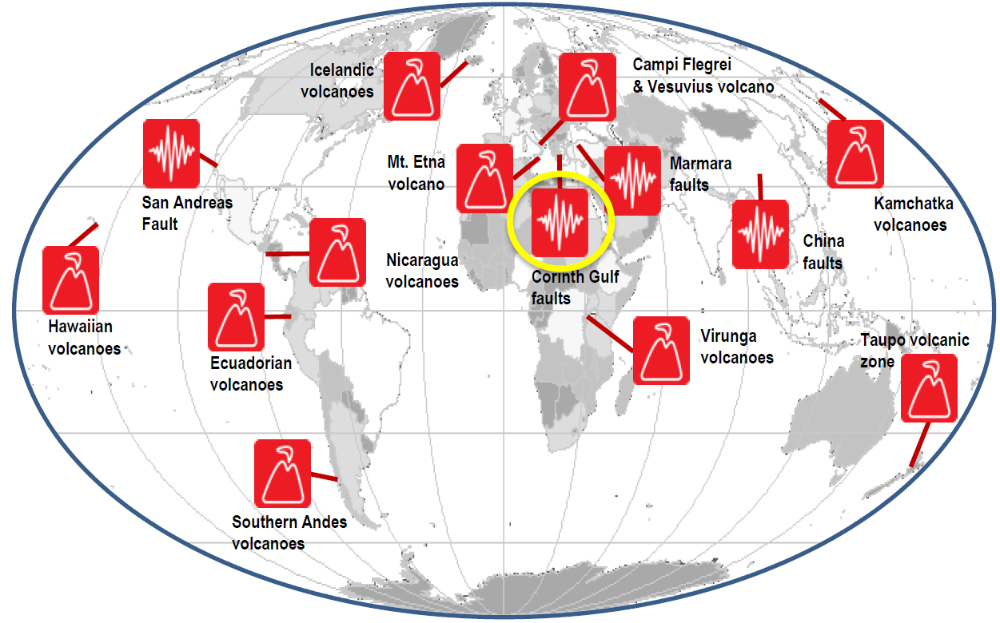 Icelandic
volcanoes
Campi Flegrei
& Vesuvius volcano
Mt. Etna
volcano
Marmara
faults
San Andreas
Fault
Kamchatka
volcanoes
China
faults
Nicaragua
volcanoes
Corinth Gulf
faults
Hawaiian
volcanoes
Ecuadorian
volcanoes
Virunga
volcanoes
Taupo volcanic
zone
Southern Andes
volcanoes